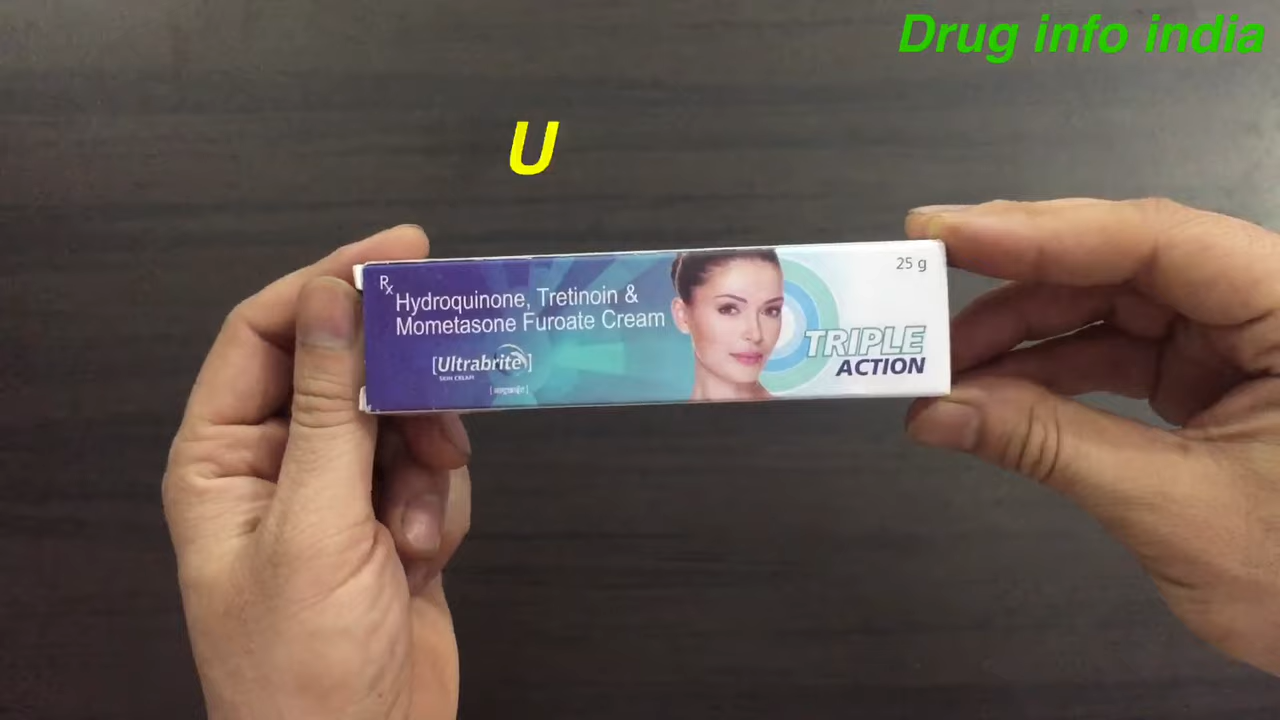 Drug info india
U
Rx
25 g
Hydroquinone, Tretinoin &
Mometasone Furoate Cream
[Ultrabrite]
SKIN CREAM
TRIPLE
ACTION